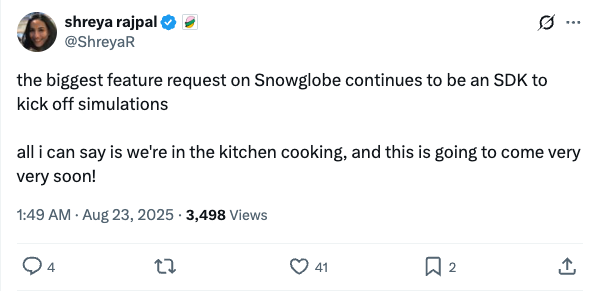 shreya rajpal
@ShreyaR
the biggest feature request on Snowglobe continues to be an SDK to
kick off simulations
all i can say is we're in the kitchen cooking, and this is going to come very
very soon!
1:49 AM · Aug 23, 2025 · 3,498 Views
4
41
2